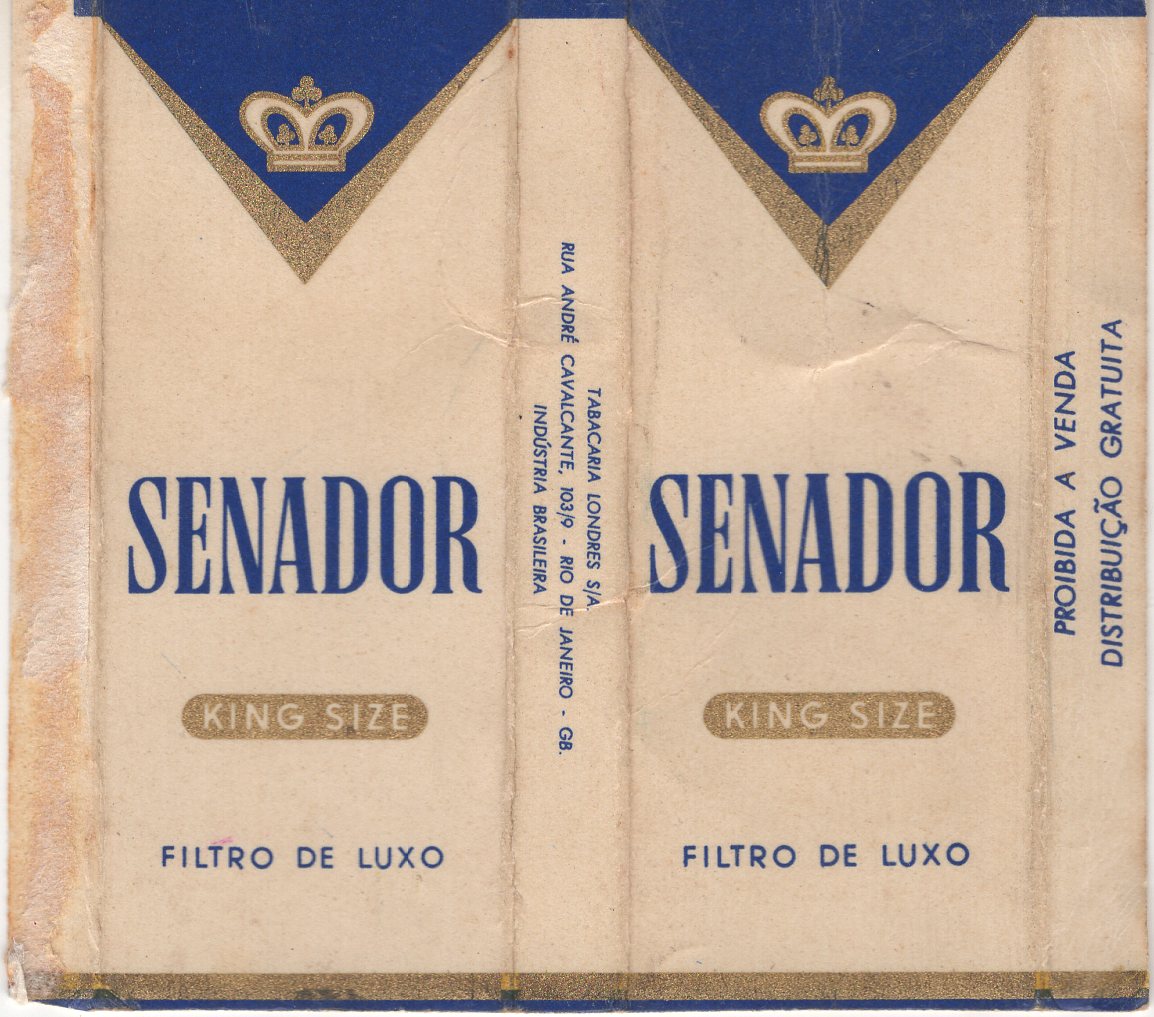 SENADOR
KING SIZE
FILTRO DE LUXO
TABACARIA LONDRES S/A
RUA ANDRÉ CAVALCANTE, 103/9 - RIO DE JANEIRO - GB.
INDÚSTRIA BRASILEIRA
SENADOR
KING SIZE
FILTRO DE LUXO
PROIBIDA A VENDA
DISTRIBUIÇÃO GRATUITA